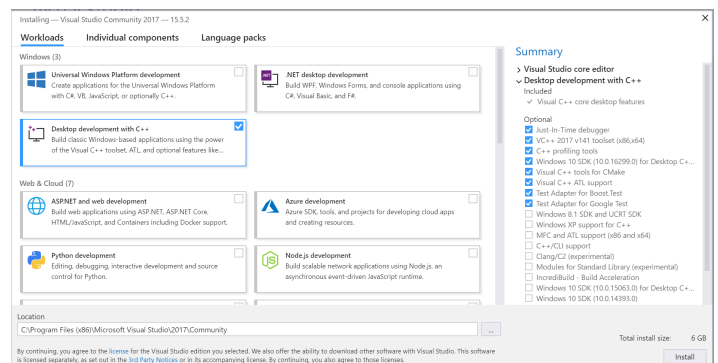 Installing — Visual Studio Community 2017 — 15.5.2
Workloads
Individual components
Language packs
Windows (3)
Universal Windows Platform development
Create applications for the Universal Windows Platform
with C#, VB, JavaScript, or optionally C++.
.NET
.NET desktop development
Build WPF, Windows Forms, and console applications using
C#, Visual Basic, and F#.
Desktop development with C++
Build classic Windows-based applications using the power
of the Visual C++ toolset, ATL, and optional features like...
Web & Cloud (7)
ASP.NET and web development
Build web applications using ASP.NET, ASP.NET Core,
HTML/JavaScript, and Containers including Docker support.
Azure development
Azure SDK, tools, and projects for developing cloud apps
and creating resources.
Python development
Editing, debugging, interactive development and source
control for Python.
JS
Node.js development
Build scalable network applications using Node.js, an
asynchronous event-driven JavaScript runtime.
Summary
Visual Studio core editor
Desktop development with C++
Included
Visual C++ core desktop features
Optional
Just-In-Time debugger
VC++ 2017 v141 toolset (x86,x64)
C++ profiling tools
Windows 10 SDK (10.0.16299.0) for Desktop C+...
Visual C++ tools for CMake
Visual C++ ATL support
Test Adapter for Boost.Test
Test Adapter for Google Test
Windows 8.1 SDK and UCRT SDK
Windows XP support for C++
MFC and ATL support (x86 and x64)
C++/CLI support
Clang/C2 (experimental)
Modules for Standard Library (experimental)
IncrediBuild - Build Acceleration
Windows 10 SDK (10.0.15063.0) for Desktop C+...
Windows 10 SDK (10.0.14393.0)
Location
C:\Program Files (x86)\Microsoft Visual Studio\2017\Community
...
Total install size: 6 GB
By continuing, you agree to the license for the Visual Studio edition you selected. We also offer the ability to download other software with Visual Studio. This software
is licensed separately, as set out in the 3rd Party Notices or in its accompanying license. By continuing, you also agree to those licenses.
Install